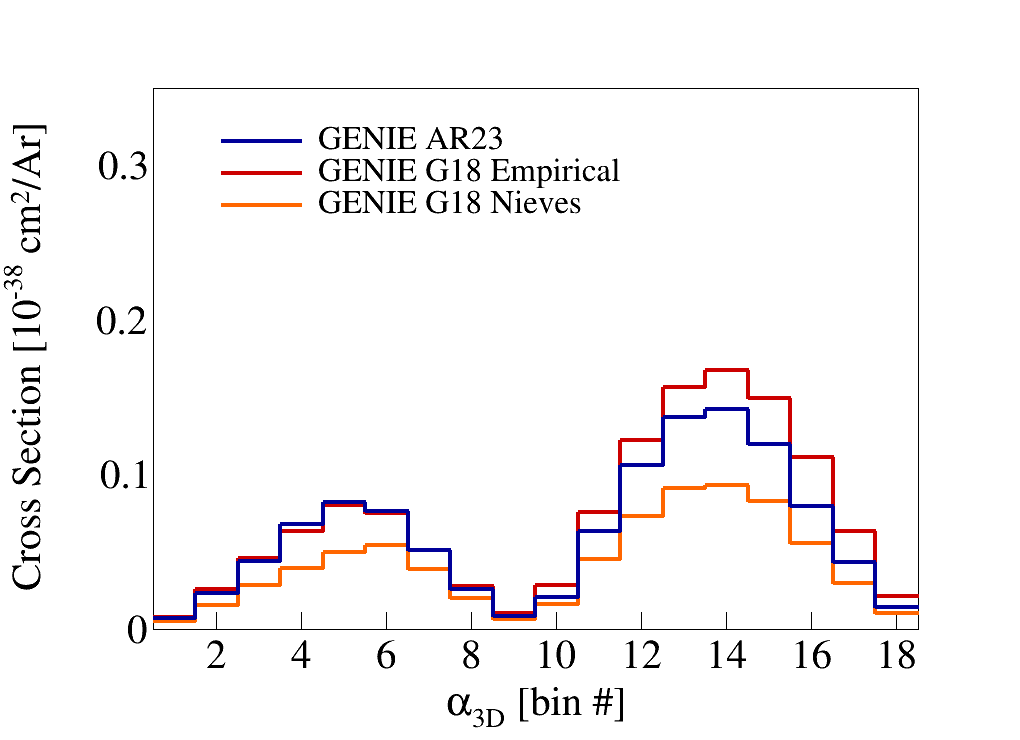 GENIE AR23
GENIE G18 Empirical
GENIE G18 Nieves
Cross Section [10⁻³⁸ cm²/Ar]
0.3
0.2
0.1
0
2 4 6 8 10 12 14 16 18
α₃D [bin #]